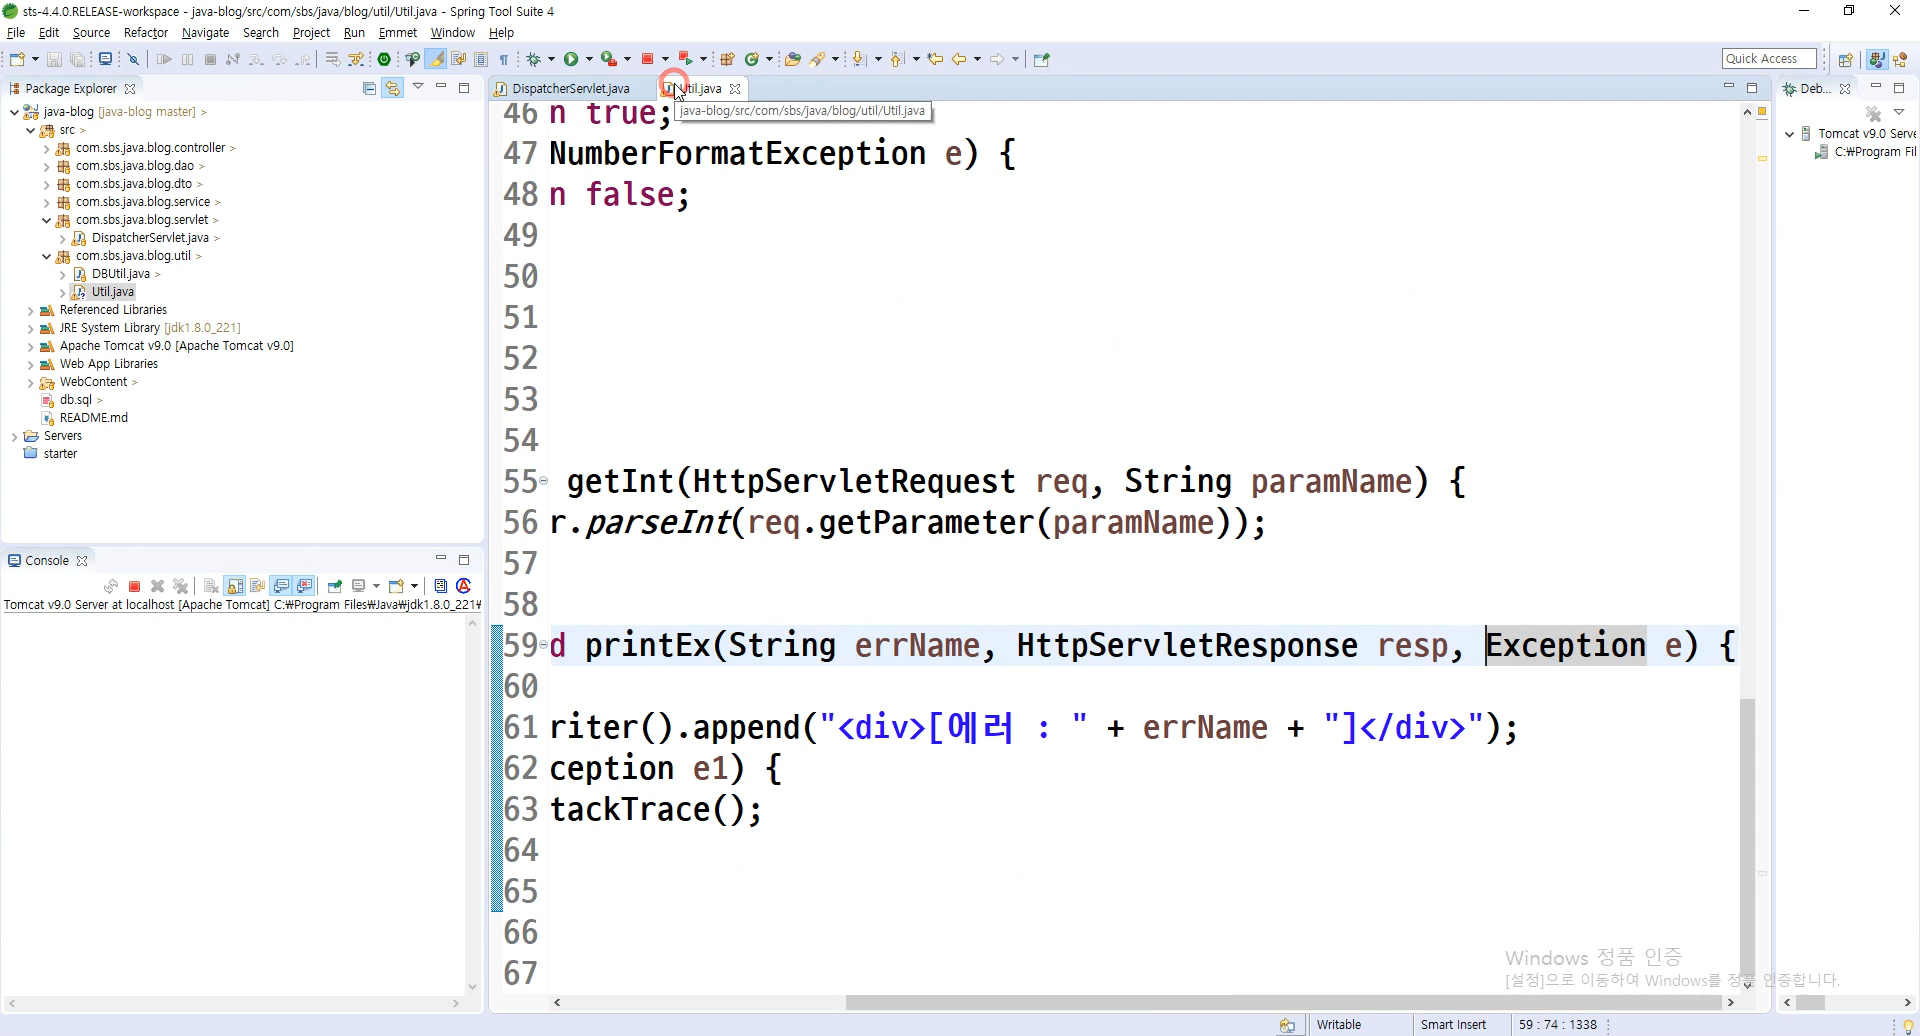 sts-4.4.0.RELEASE-workspace - java-blog/src/com/sbs/java/blog/util/Util.java - Spring Tool Suite 4
File Edit Source Refactor Navigate Search Project Run Emmet Window Help
Quick Access
Package Explorer
java-blog [java-blog master] >
src >
com.sbs.java.blog.controller >
com.sbs.java.blog.dao >
com.sbs.java.blog.dto >
com.sbs.java.blog.service >
com.sbs.java.blog.servlet >
DispatcherServlet.java >
com.sbs.java.blog.util >
DBUtil.java >
Util.java
Referenced Libraries
JRE System Library [jdk1.8.0_221]
Apache Tomcat v9.0 [Apache Tomcat v9.0]
Web App Libraries
WebContent >
db.sql >
README.md
Servers
starter
Console
Tomcat v9.0 Server at localhost [Apache Tomcat] C:₩Program Files₩Java₩jdk1.8.0_221₩
DispatcherServlet.java
Util.java
java-blog/src/com/sbs/java/blog/util/Util.java
46 n true;
47 NumberFormatException e) {
48 n false;
49
50
51
52
53
54
55 getInt(HttpServletRequest req, String paramName) {
56 r.parseInt(req.getParameter(paramName));
57
58
59 d printEx(String errName, HttpServletResponse resp, Exception e) {
60
61 riter().append("<div>[에러 : " + errName + "]</div>");
62 ception e1) {
63 tackTrace();
64
65
66
67
Deb...
Tomcat v9.0 Serve
C:₩Program Fil
Windows 정품 인증
[설정]으로 이동하여 Windows를 정품 인증합니다.
Writable
Smart Insert
59 : 74 : 1338